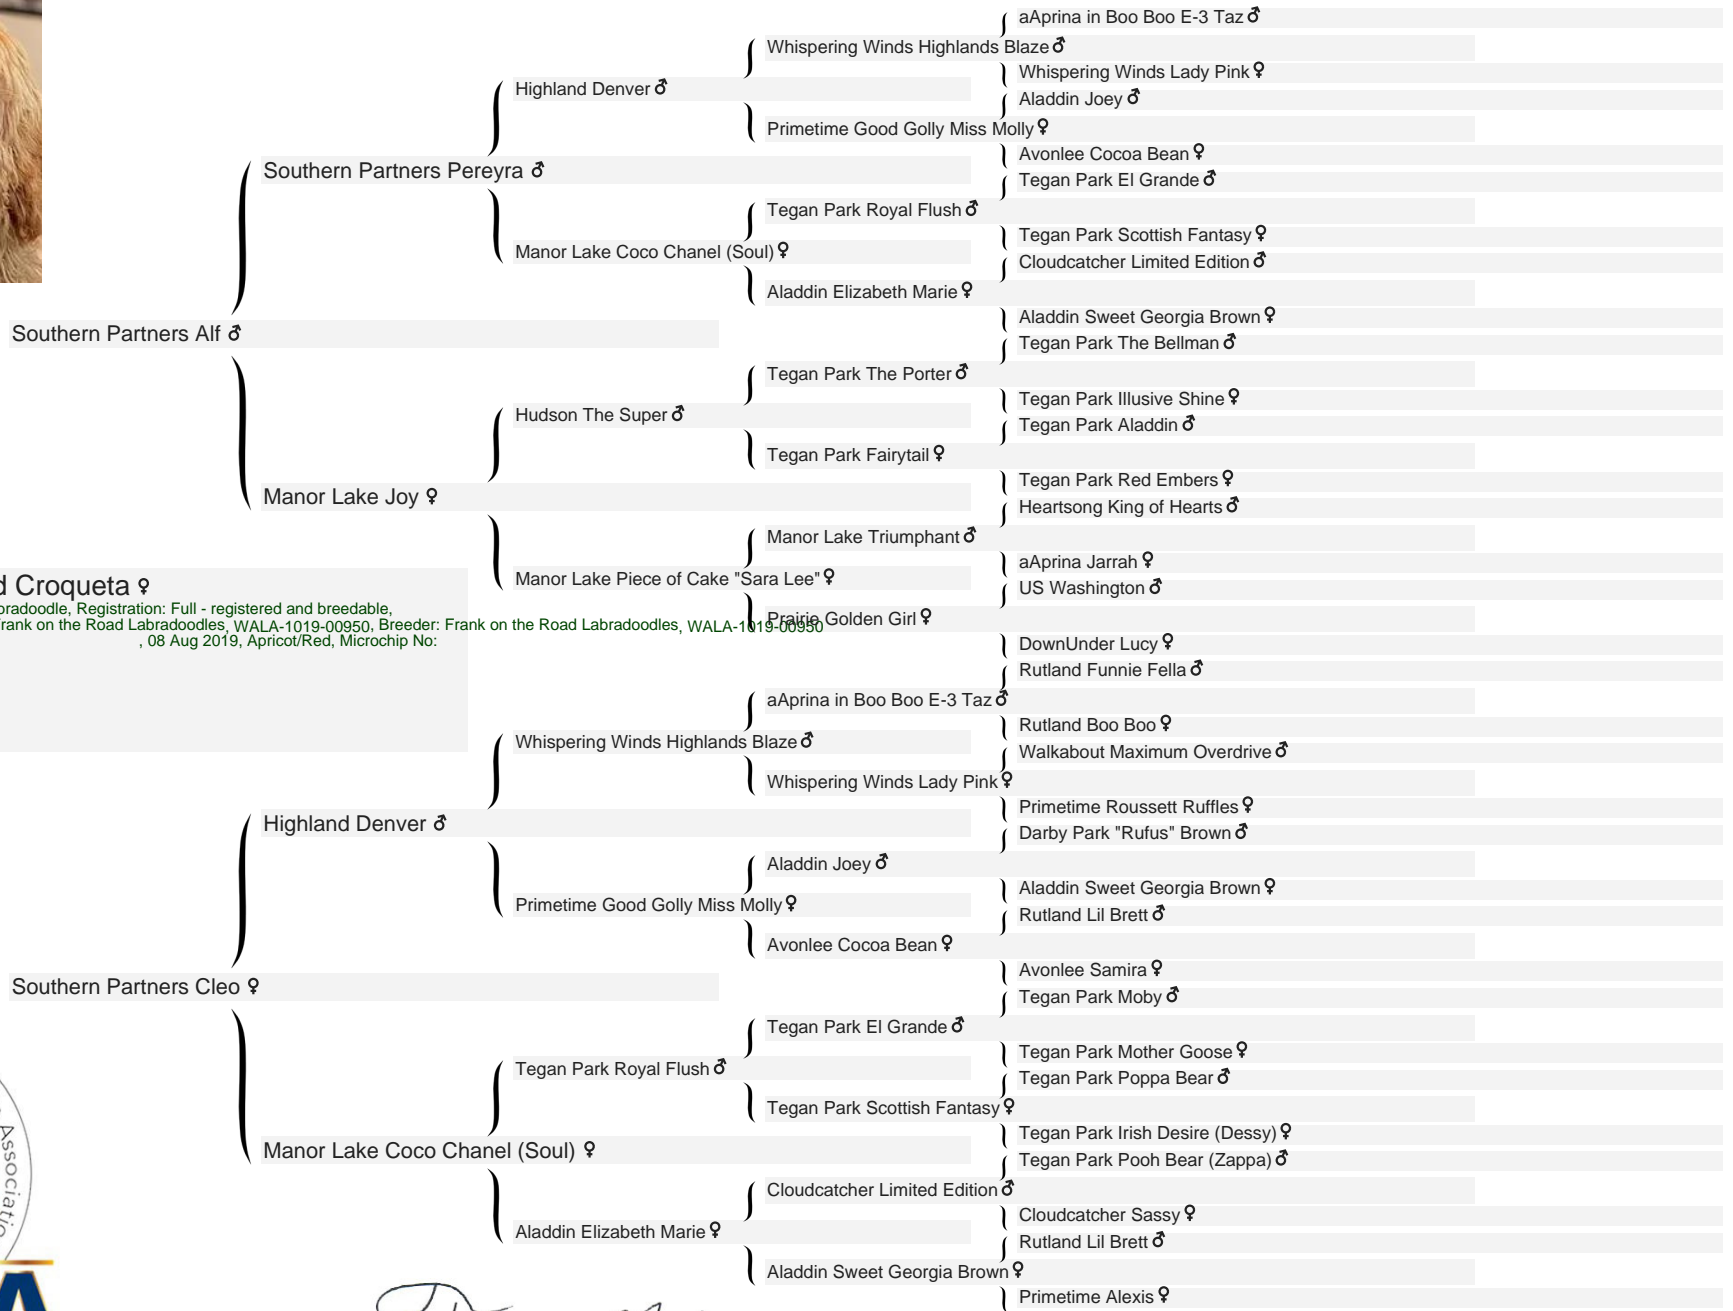 aAprina in Boo Boo E-3 Taz ♂
Whispering Winds Highlands Blaze ♂
Whispering Winds Lady Pink ♀
Highland Denver ♂
Aladdin Joey ♂
Primetime Good Golly Miss Molly ♀
Avonlee Cocoa Bean ♀
Southern Partners Pereyra ♂
Tegan Park El Grande ♂
Tegan Park Royal Flush ♂
Tegan Park Scottish Fantasy ♀
Manor Lake Coco Chanel (Soul) ♀
Cloudcatcher Limited Edition ♂
Aladdin Elizabeth Marie ♀
Aladdin Sweet Georgia Brown ♀
Southern Partners Alf ♂
Tegan Park The Bellman ♂
Tegan Park The Porter ♂
Tegan Park Illusive Shine ♀
Hudson The Super ♂
Tegan Park Aladdin ♂
Tegan Park Fairytail ♀
Tegan Park Red Embers ♀
Manor Lake Joy ♀
Heartsong King of Hearts ♂
Manor Lake Triumphant ♂
aAprina Jarrah ♀
Manor Lake Piece of Cake "Sara Lee" ♀
US Washington ♂
Prairie Golden Girl ♀
DownUnder Lucy ♀
d Croqueta ♀
bradoodle, Registration: Full - registered and breedable,
rank on the Road Labradoodles, WALA-1019-00950, Breeder: Frank on the Road Labradoodles, WALA-1019-00950
, 08 Aug 2019, Apricot/Red, Microchip No:
Rutland Funnie Fella ♂
aAprina in Boo Boo E-3 Taz ♂
Rutland Boo Boo ♀
Whispering Winds Highlands Blaze ♂
Walkabout Maximum Overdrive ♂
Whispering Winds Lady Pink ♀
Primetime Roussett Ruffles ♀
Highland Denver ♂
Darby Park "Rufus" Brown ♂
Aladdin Joey ♂
Aladdin Sweet Georgia Brown ♀
Primetime Good Golly Miss Molly ♀
Rutland Lil Brett ♂
Avonlee Cocoa Bean ♀
Avonlee Samira ♀
Southern Partners Cleo ♀
Tegan Park Moby ♂
Tegan Park El Grande ♂
Tegan Park Mother Goose ♀
Tegan Park Royal Flush ♂
Tegan Park Poppa Bear ♂
Tegan Park Scottish Fantasy ♀
Tegan Park Irish Desire (Dessy) ♀
Manor Lake Coco Chanel (Soul) ♀
Tegan Park Pooh Bear (Zappa) ♂
Cloudcatcher Limited Edition ♂
Cloudcatcher Sassy ♀
Aladdin Elizabeth Marie ♀
Rutland Lil Brett ♂
Aladdin Sweet Georgia Brown ♀
Primetime Alexis ♀
Associatio
A